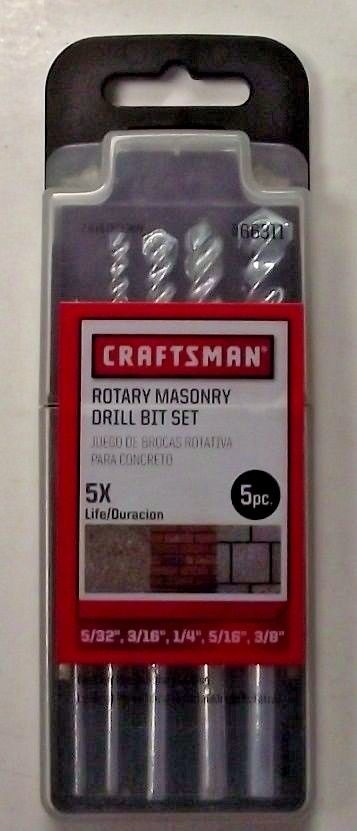 966311
CRAFTSMAN®
ROTARY MASONRY
DRILL BIT SET
JUEGO DE BROCAS ROTATIVA
PARA CONCRETO
5X
Life/Duracion
5pc.
5/32", 3/16", 1/4", 5/16", 3/8"